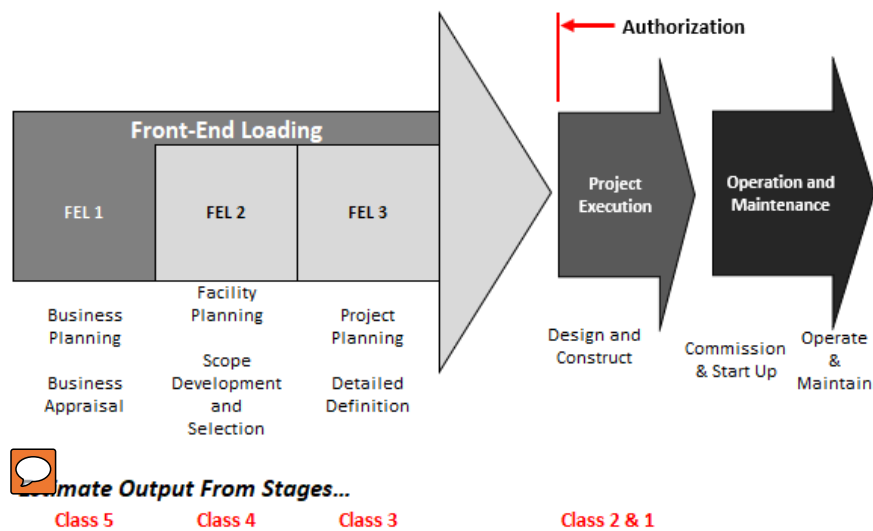 Authorization
Front-End Loading
FEL 1
FEL 2
FEL 3
Project
Execution
Operation and
Maintenance
Business
Planning
Business
Appraisal
Facility
Planning
Scope
Development
and
Selection
Project
Planning
Detailed
Definition
Design and
Construct
Commission
& Start Up
Operate
&
Maintain
Estimate Output From Stages...
Class 5
Class 4
Class 3
Class 2 & 1